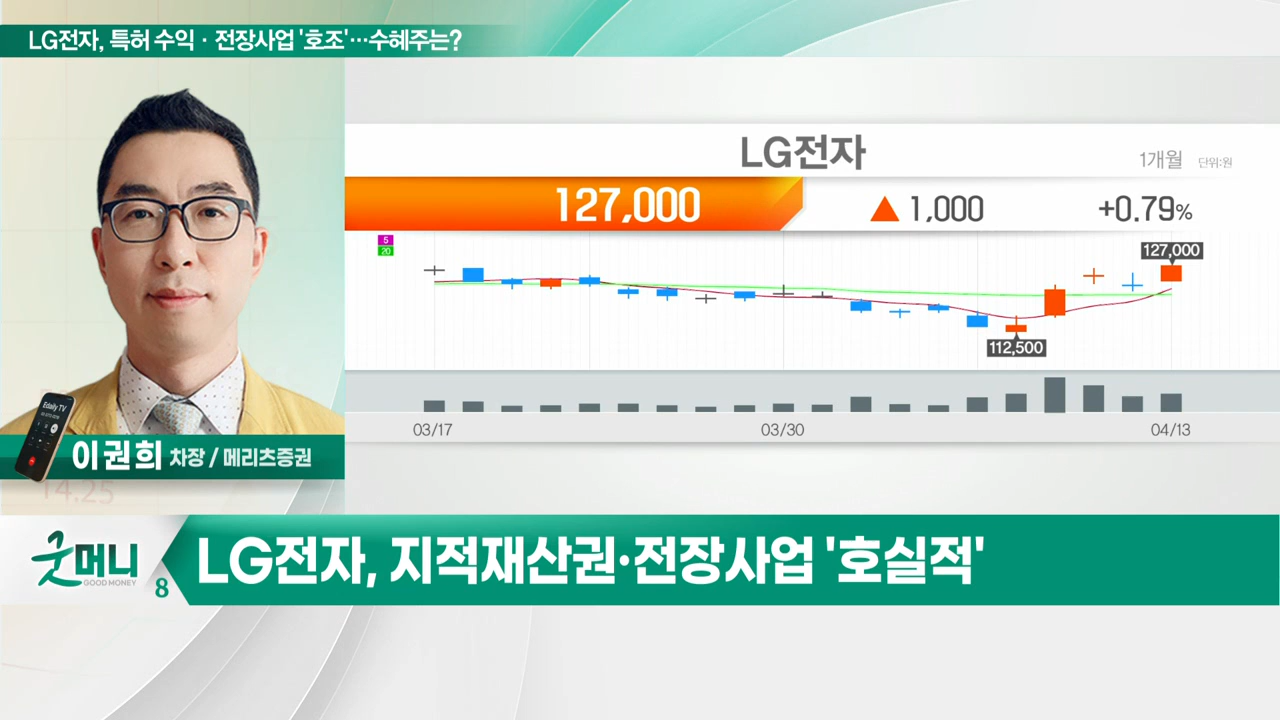 LG전자, 특허 수익 · 전장사업 '호조'…수혜주는?
LG전자
1개월 단위:원
127,000 ▲ 1,000 +0.79%
5
20
127,000
112,500
03/17 03/30 04/13
Edaily TV
이권희 차장 / 메리츠증권
14.25
굿머니
GOOD MONEY
8
LG전자, 지적재산권·전장사업 '호실적'